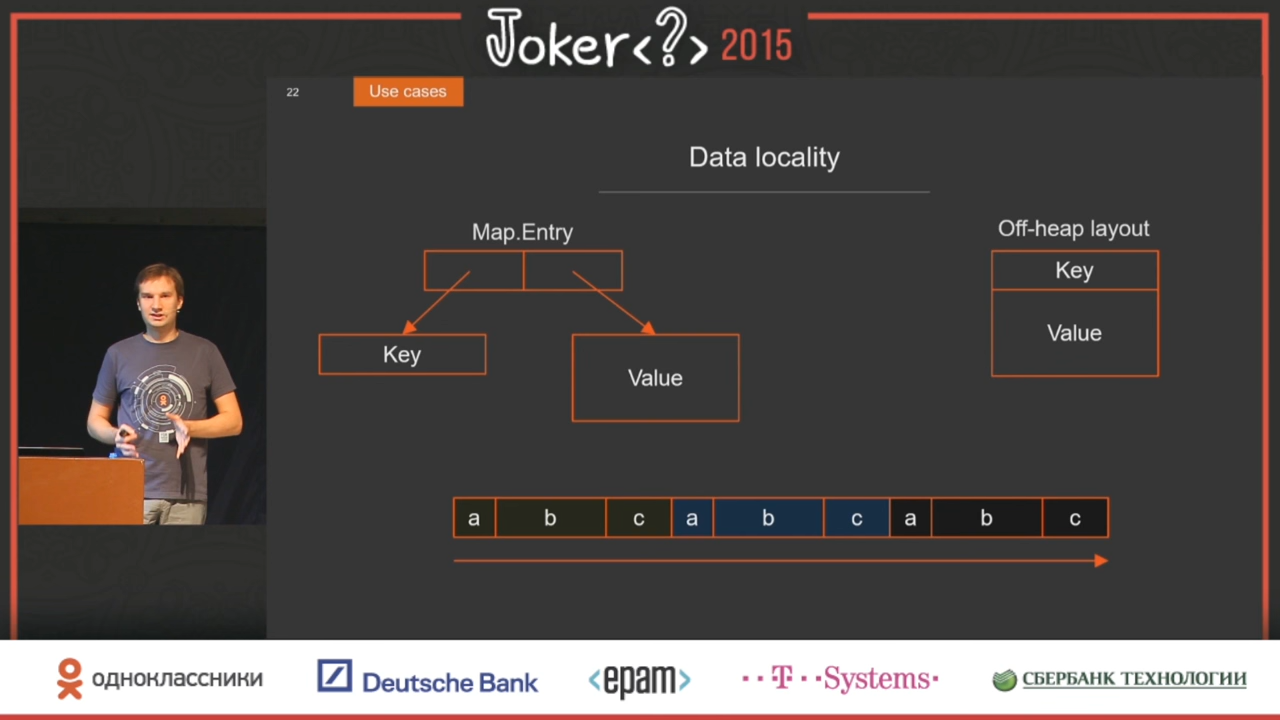 Joker<?> 2015
22
Use cases
Data locality
Map.Entry
Off-heap layout
Key
Value
Key
Value
a b c a b c a b c
одноклассники
Deutsche Bank
<epam>
T Systems
СБЕРБАНК ТЕХНОЛОГИИ